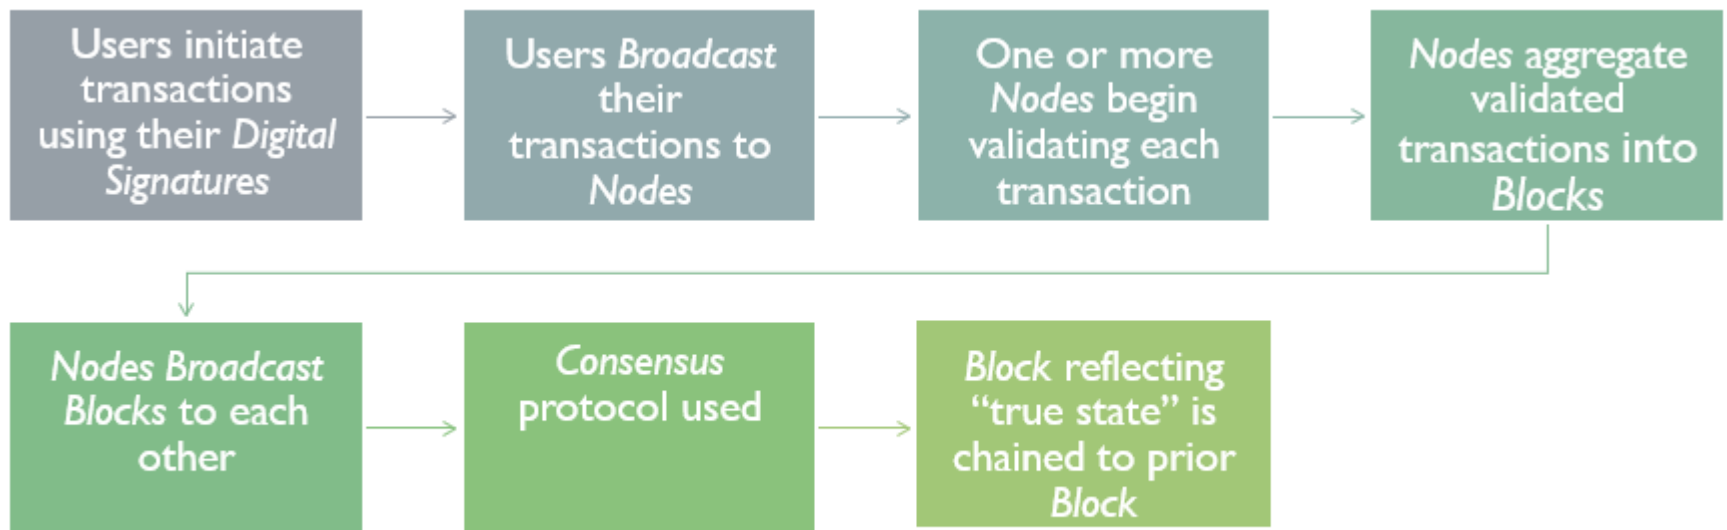 Users initiate
transactions
using their Digital
Signatures
Users Broadcast
their
transactions to
Nodes
One or more
Nodes begin
validating each
transaction
Nodes aggregate
validated
transactions into
Blocks
Nodes Broadcast
Blocks to each
other
Consensus
protocol used
Block reflecting
“true state” is
chained to prior
Block